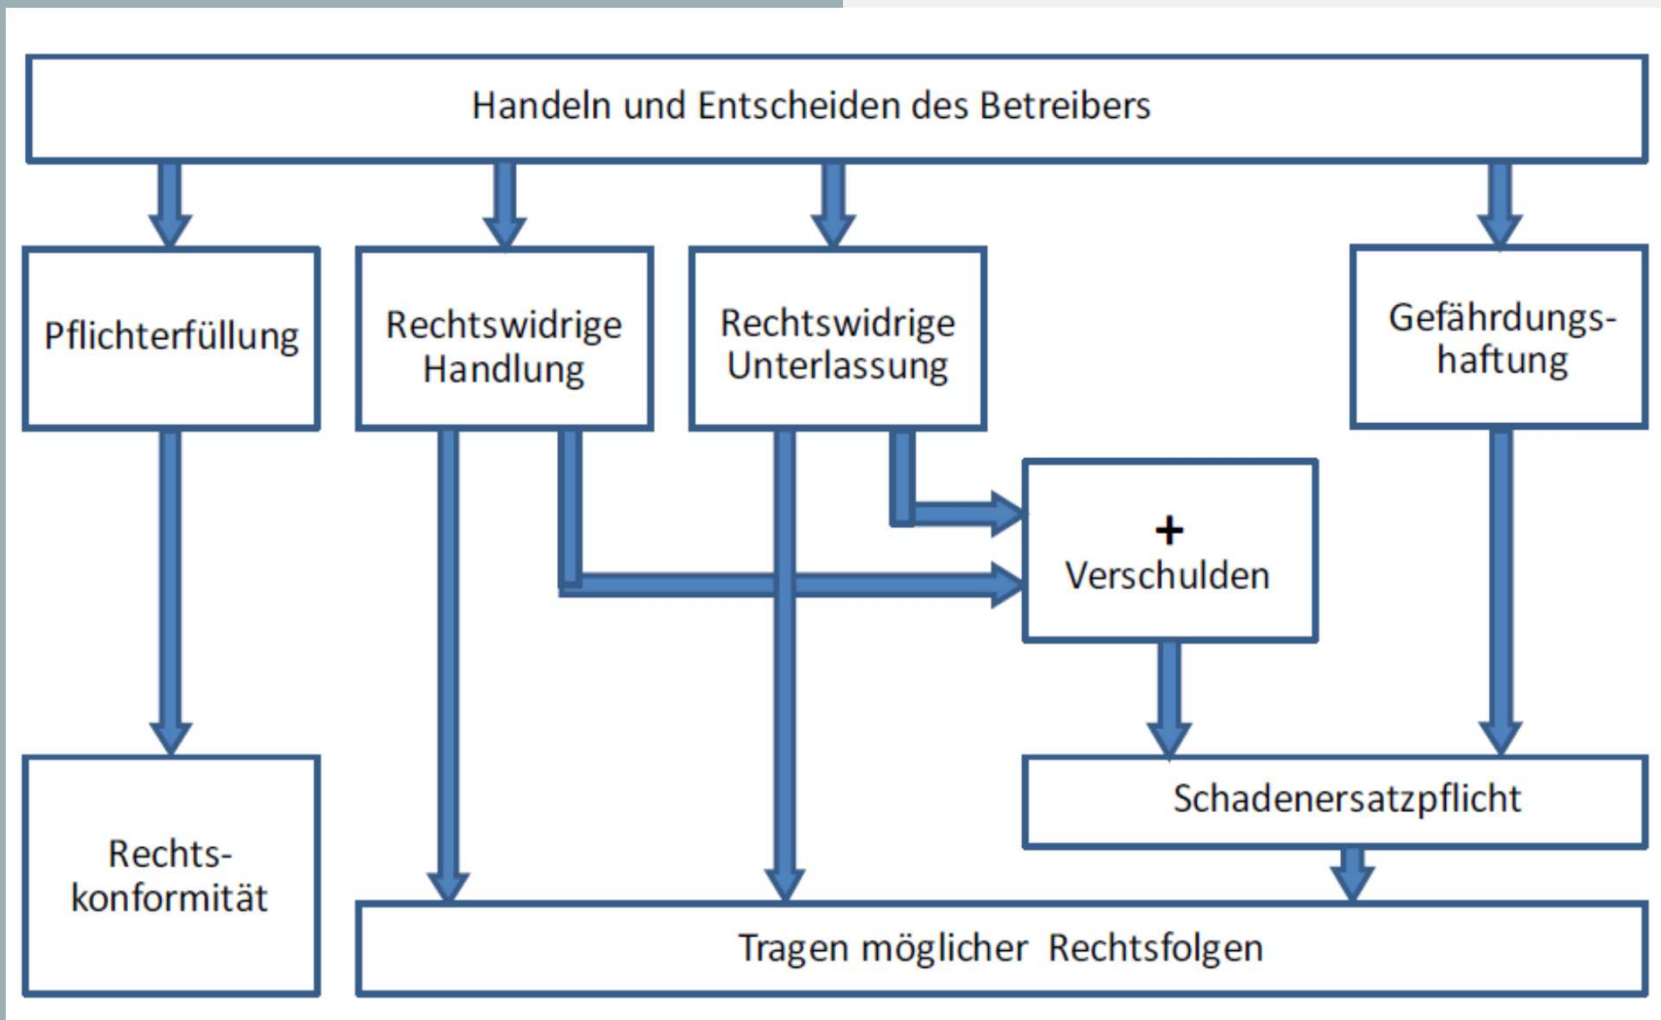 Handeln und Entscheiden des Betreibers
Pflichterfüllung
Rechtswidrige
Handlung
Rechtswidrige
Unterlassung
Gefährdungs-
haftung
+
Verschulden
Schadenersatzpflicht
Rechts-
konformität
Tragen möglicher  Rechtsfolgen